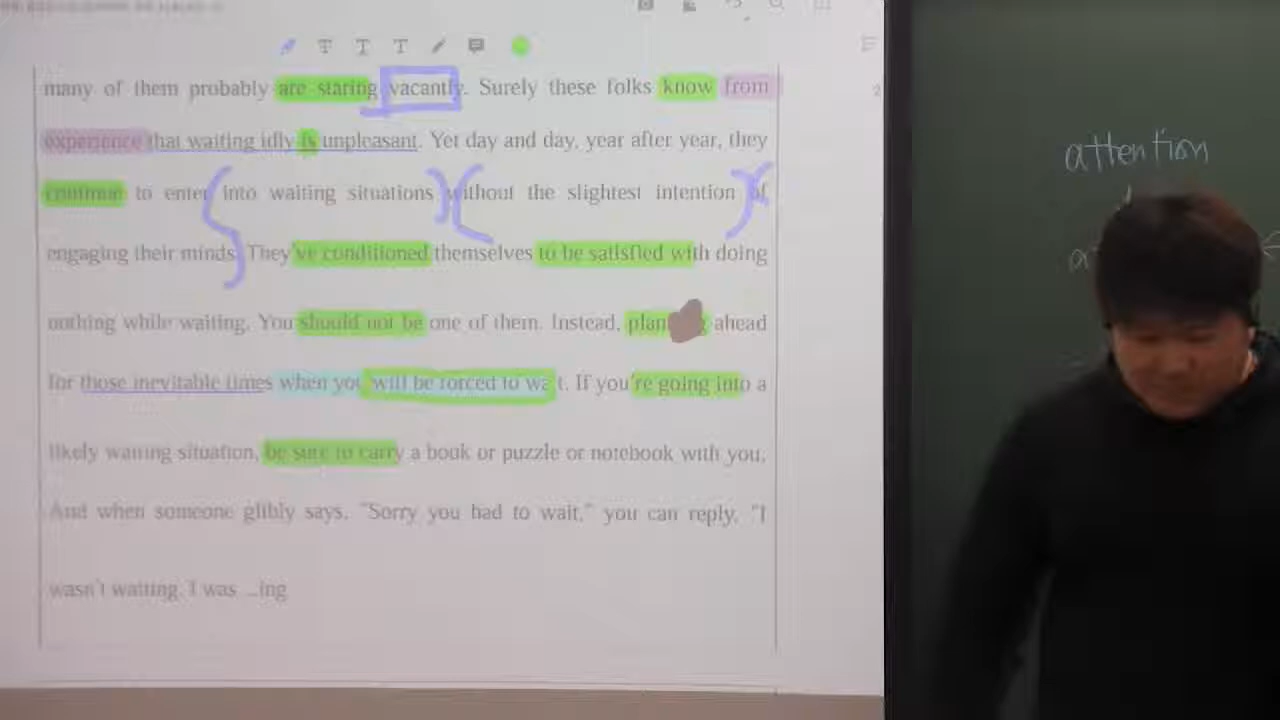 many of them probably are staring vacantly. Surely these folks know from
experience that waiting idly is unpleasant. Yet day and day, year after year, they
continue to enter into waiting situations without the slightest intention of
engaging their minds. They've conditioned themselves to be satisfied with doing
nothing while waiting. You should not be one of them. Instead, ahead
for those inevitable times when you will be forced to wait. If you're going into a
likely waiting situation, be sure to carry a book or puzzle or notebook with you.
And when someone glibly says, "Sorry you had to wait," you can reply, "I
wasn't waiting. I was ...ing
attention